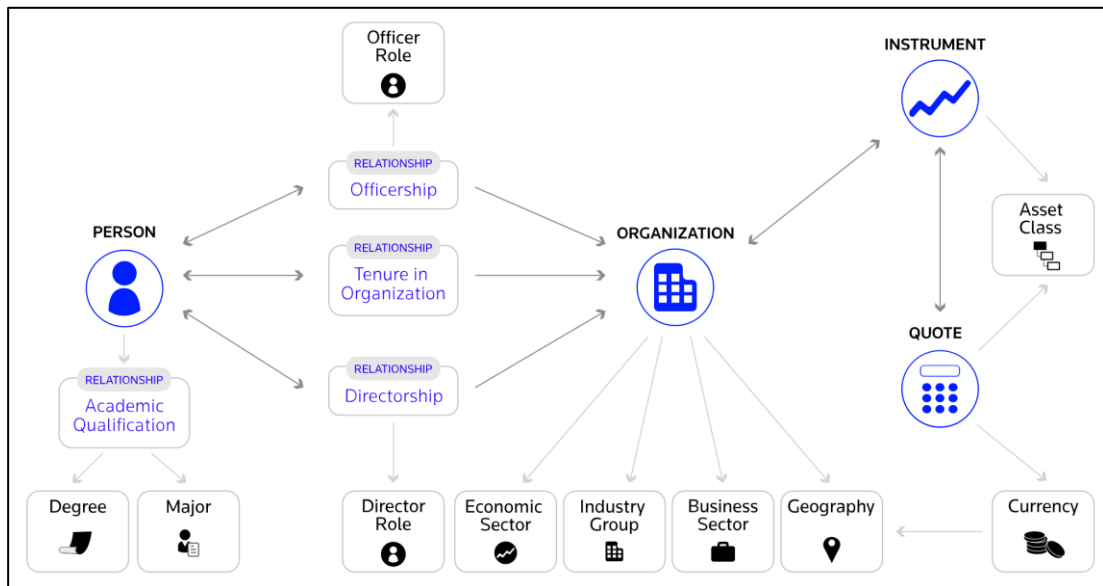 Officer
Role
INSTRUMENT
RELATIONSHIP
Officership
PERSON
RELATIONSHIP
Tenure in
Organization
ORGANIZATION
Asset
Class
QUOTE
RELATIONSHIP
Academic
Qualification
RELATIONSHIP
Directorship
Degree
Major
Director
Role
Economic
Sector
Industry
Group
Business
Sector
Geography
Currency